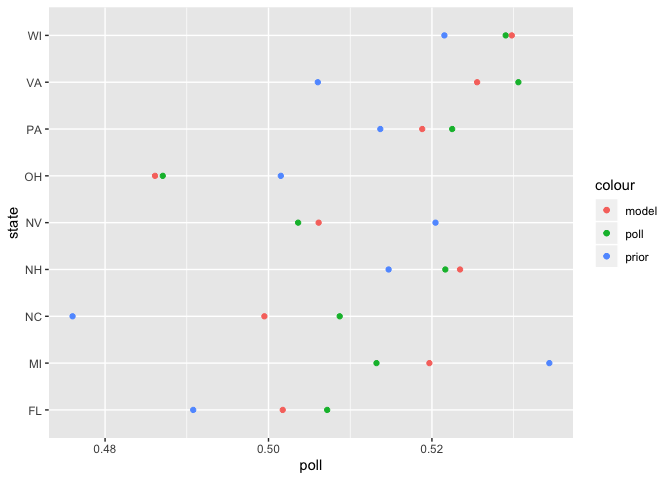 WI
VA
PA
OH
NV
NH
NC
MI
FL
state
0.48
0.50
0.52
poll
colour
model
poll
prior